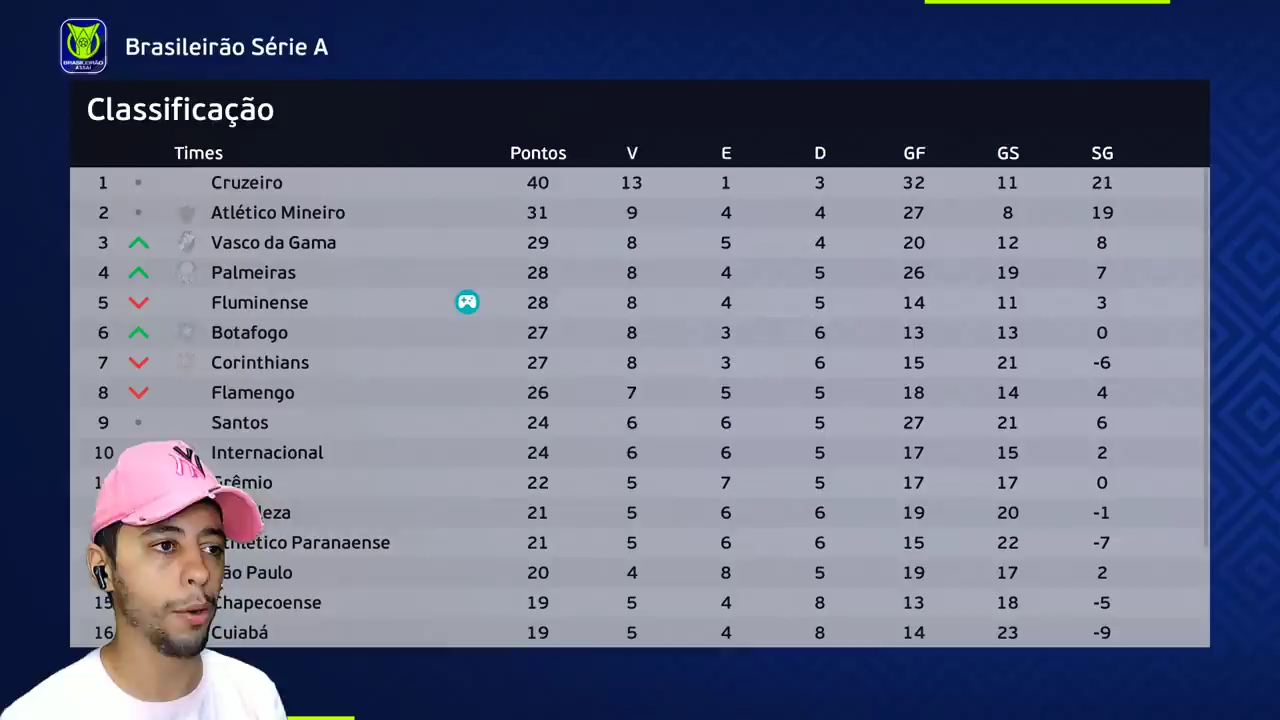 Brasileirão Série A
BRASILEIRÃO
ASSAÍ
Classificação
Times Pontos V E D GF GS SG
1 Cruzeiro 40 13 1 3 32 11 21
2 Atlético Mineiro 31 9 4 4 27 8 19
3 Vasco da Gama 29 8 5 4 20 12 8
4 Palmeiras 28 8 4 5 26 19 7
5 Fluminense 28 8 4 5 14 11 3
6 Botafogo 27 8 3 6 13 13 0
7 Corinthians 27 8 3 6 15 21 -6
8 Flamengo 26 7 5 5 18 14 4
9 Santos 24 6 6 5 27 21 6
10 Internacional 24 6 6 5 17 15 2
Grêmio 22 5 7 5 17 17 0
21 5 6 6 19 20 -1
Athletico Paranaense 21 5 6 6 15 22 -7
São Paulo 20 4 8 5 19 17 2
15 Chapecoense 19 5 4 8 13 18 -5
16 Cuiabá 19 5 4 8 14 23 -9